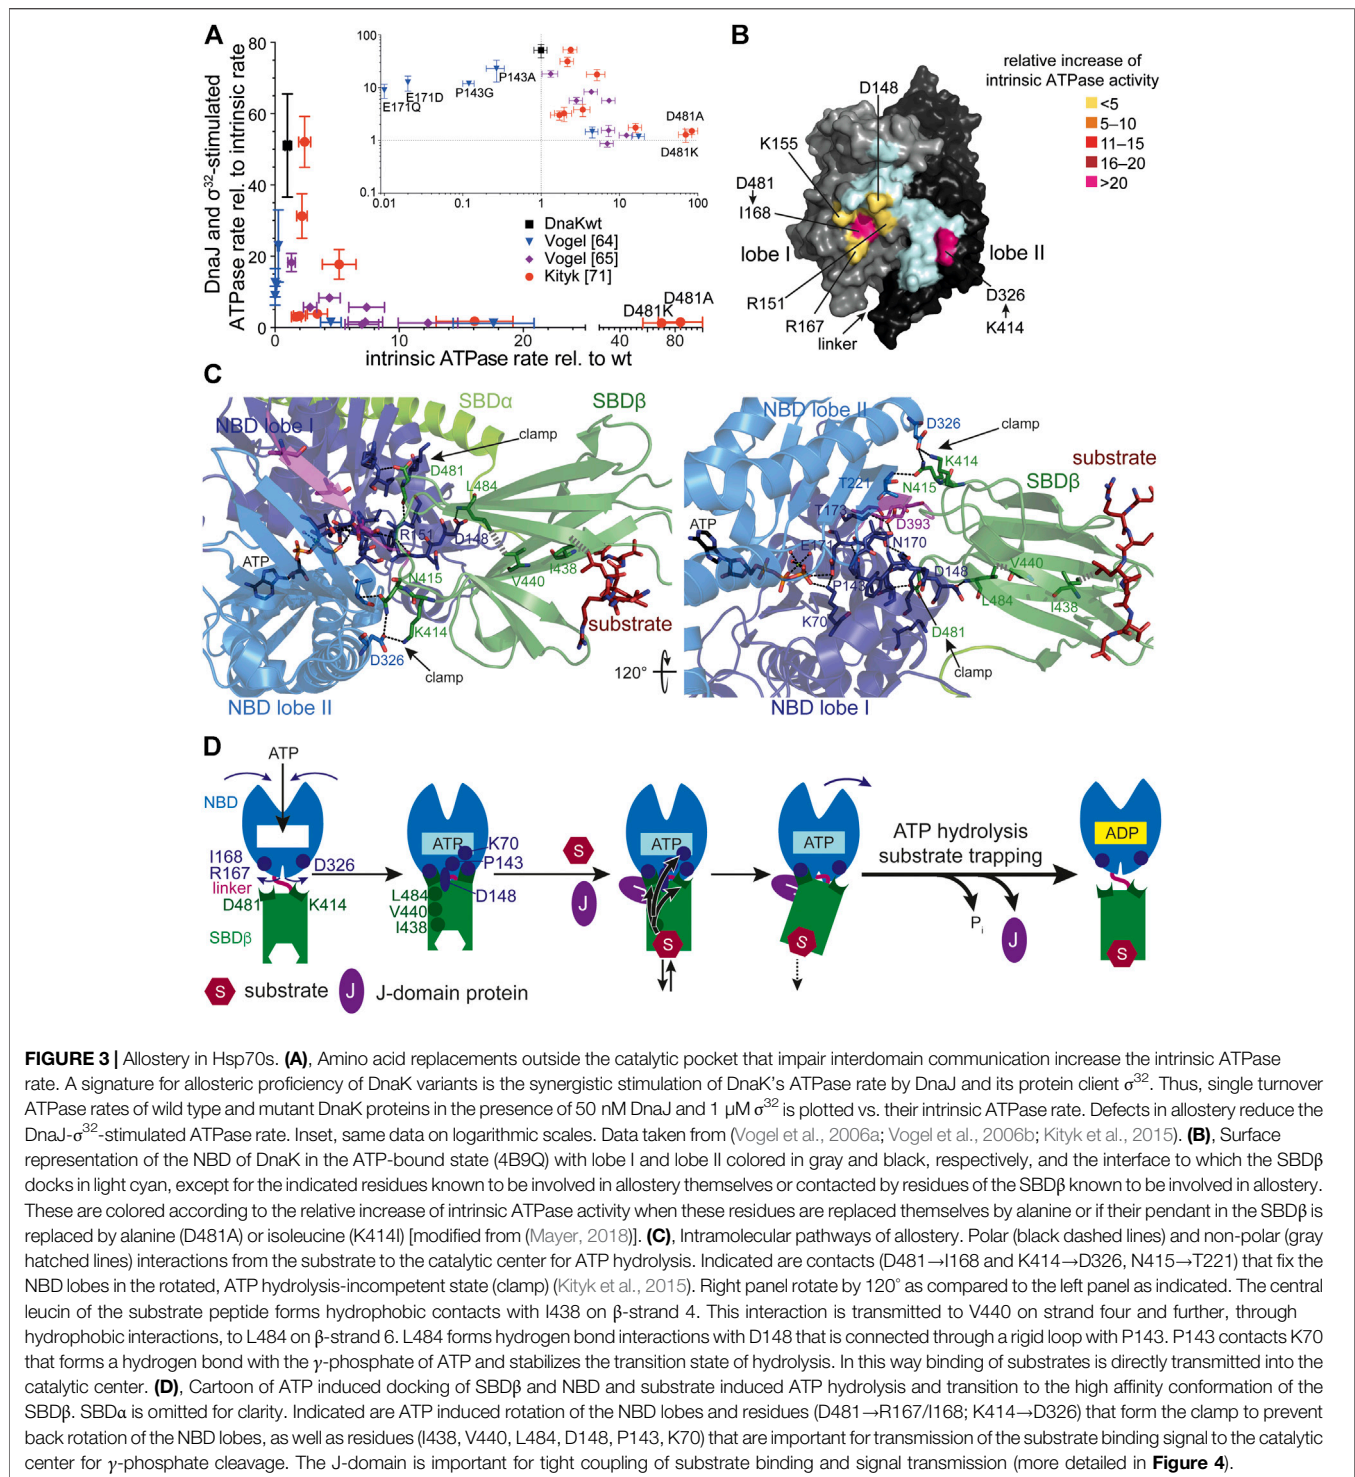 A
DnaJ and σ32-stimulated
ATPase rate rel. to intrinsic rate
80
60
40
20
0
0
10
20
40
80
intrinsic ATPase rate rel. to wt
100
10
1
0.1
0.01
0.1
1
10
100
E171Q
E171D
P143G
P143A
D481A
D481K
DnaKwt
Vogel [64]
Vogel [65]
Kityk [71]
D481A
D481K
B
relative increase of
intrinsic ATPase activity
<5
5–10
11–15
16–20
>20
D148
K155
D481
I168
lobe I
lobe II
R151
R167
linker
D326
K414
C
NBD lobe I
SBDα
SBDβ
clamp
D481
L484
R151
D148
ATP
N415
V440
I438
K414
substrate
D326
clamp
NBD lobe II
120°
NBD lobe II
D326
clamp
K414
substrate
T221
N415
SBDβ
T173
D393
ATP
E171
N170
V440
P143
D148
L484
I438
K70
D481
clamp
NBD lobe I
D
ATP
NBD
I168
R167
D326
linker
D481
K414
SBDβ
ATP
K70
P143
D148
L484
V440
I438
S
J
ATP
S
ATP
S
ATP hydrolysis
substrate trapping
Pi
J
ADP
S
S substrate J J-domain protein
FIGURE 3 | Allostery in Hsp70s. (A), Amino acid replacements outside the catalytic pocket that impair interdomain communication increase the intrinsic ATPase
rate. A signature for allosteric proficiency of DnaK variants is the synergistic stimulation of DnaK's ATPase rate by DnaJ and its protein client σ32. Thus, single turnover
ATPase rates of wild type and mutant DnaK proteins in the presence of 50 nM DnaJ and 1 μM σ32 is plotted vs. their intrinsic ATPase rate. Defects in allostery reduce the
DnaJ-σ32-stimulated ATPase rate. Inset, same data on logarithmic scales. Data taken from (Vogel et al., 2006a; Vogel et al., 2006b; Kityk et al., 2015). (B), Surface
representation of the NBD of DnaK in the ATP-bound state (4B9Q) with lobe I and lobe II colored in gray and black, respectively, and the interface to which the SBDβ
docks in light cyan, except for the indicated residues known to be involved in allostery themselves or contacted by residues of the SBDβ known to be involved in allostery.
These are colored according to the relative increase of intrinsic ATPase activity when these residues are replaced themselves by alanine or if their pendant in the SBDβ is
replaced by alanine (D481A) or isoleucine (K414I) [modified from (Mayer, 2018)]. (C), Intramolecular pathways of allostery. Polar (black dashed lines) and non-polar (gray
hatched lines) interactions from the substrate to the catalytic center for ATP hydrolysis. Indicated are contacts (D481→I168 and K414→D326, N415→T221) that fix the
NBD lobes in the rotated, ATP hydrolysis-incompetent state (clamp) (Kityk et al., 2015). Right panel rotate by 120° as compared to the left panel as indicated. The central
leucin of the substrate peptide forms hydrophobic contacts with I438 on β-strand 4. This interaction is transmitted to V440 on strand four and further, through
hydrophobic interactions, to L484 on β-strand 6. L484 forms hydrogen bond interactions with D148 that is connected through a rigid loop with P143. P143 contacts K70
that forms a hydrogen bond with the γ-phosphate of ATP and stabilizes the transition state of hydrolysis. In this way binding of substrates is directly transmitted into the
catalytic center. (D), Cartoon of ATP induced docking of SBDβ and NBD and substrate induced ATP hydrolysis and transition to the high affinity conformation of the
SBDβ. SBDα is omitted for clarity. Indicated are ATP induced rotation of the NBD lobes and residues (D481→R167/I168; K414→D326) that form the clamp to prevent
back rotation of the NBD lobes, as well as residues (I438, V440, L484, D148, P143, K70) that are important for transmission of the substrate binding signal to the catalytic
center for γ-phosphate cleavage. The J-domain is important for tight coupling of substrate binding and signal transmission (more detailed in Figure 4).